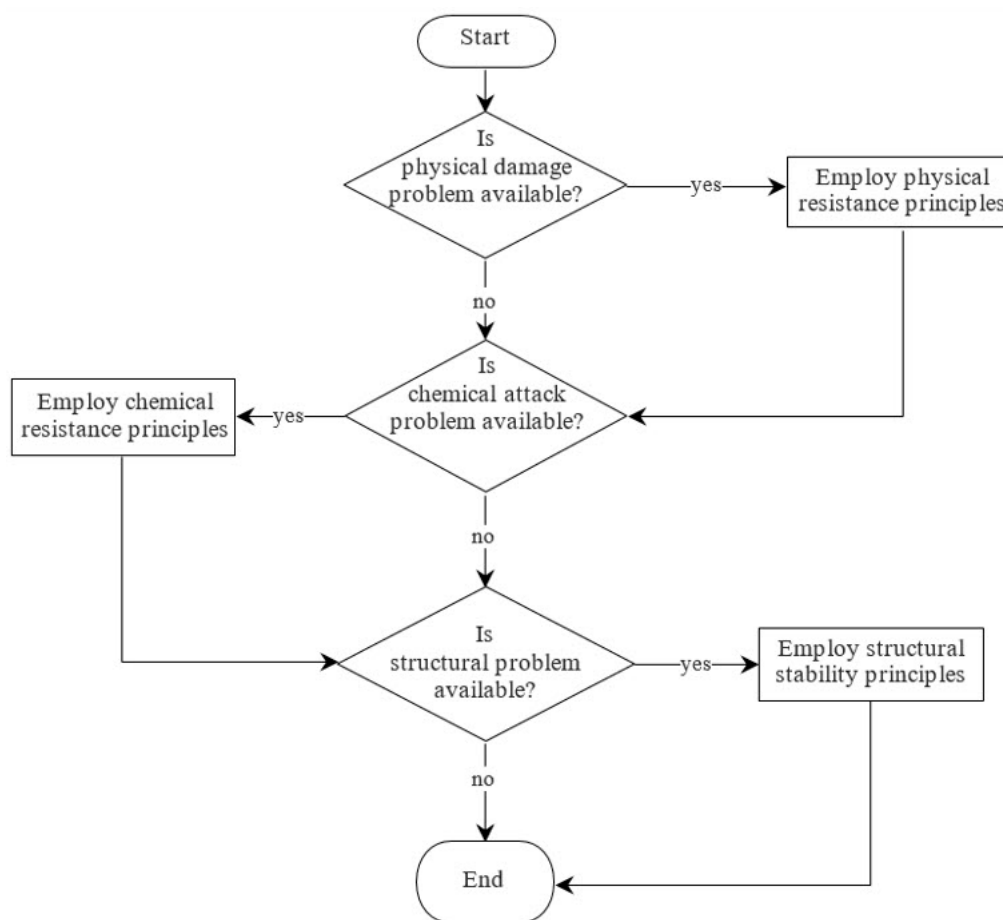 Start
Is
physical damage
problem available?
yes
Employ physical
resistance principles
no
Is
chemical attack
problem available?
yes
Employ chemical
resistance principles
no
Is
structural problem
available?
yes
Employ structural
stability principles
no
End